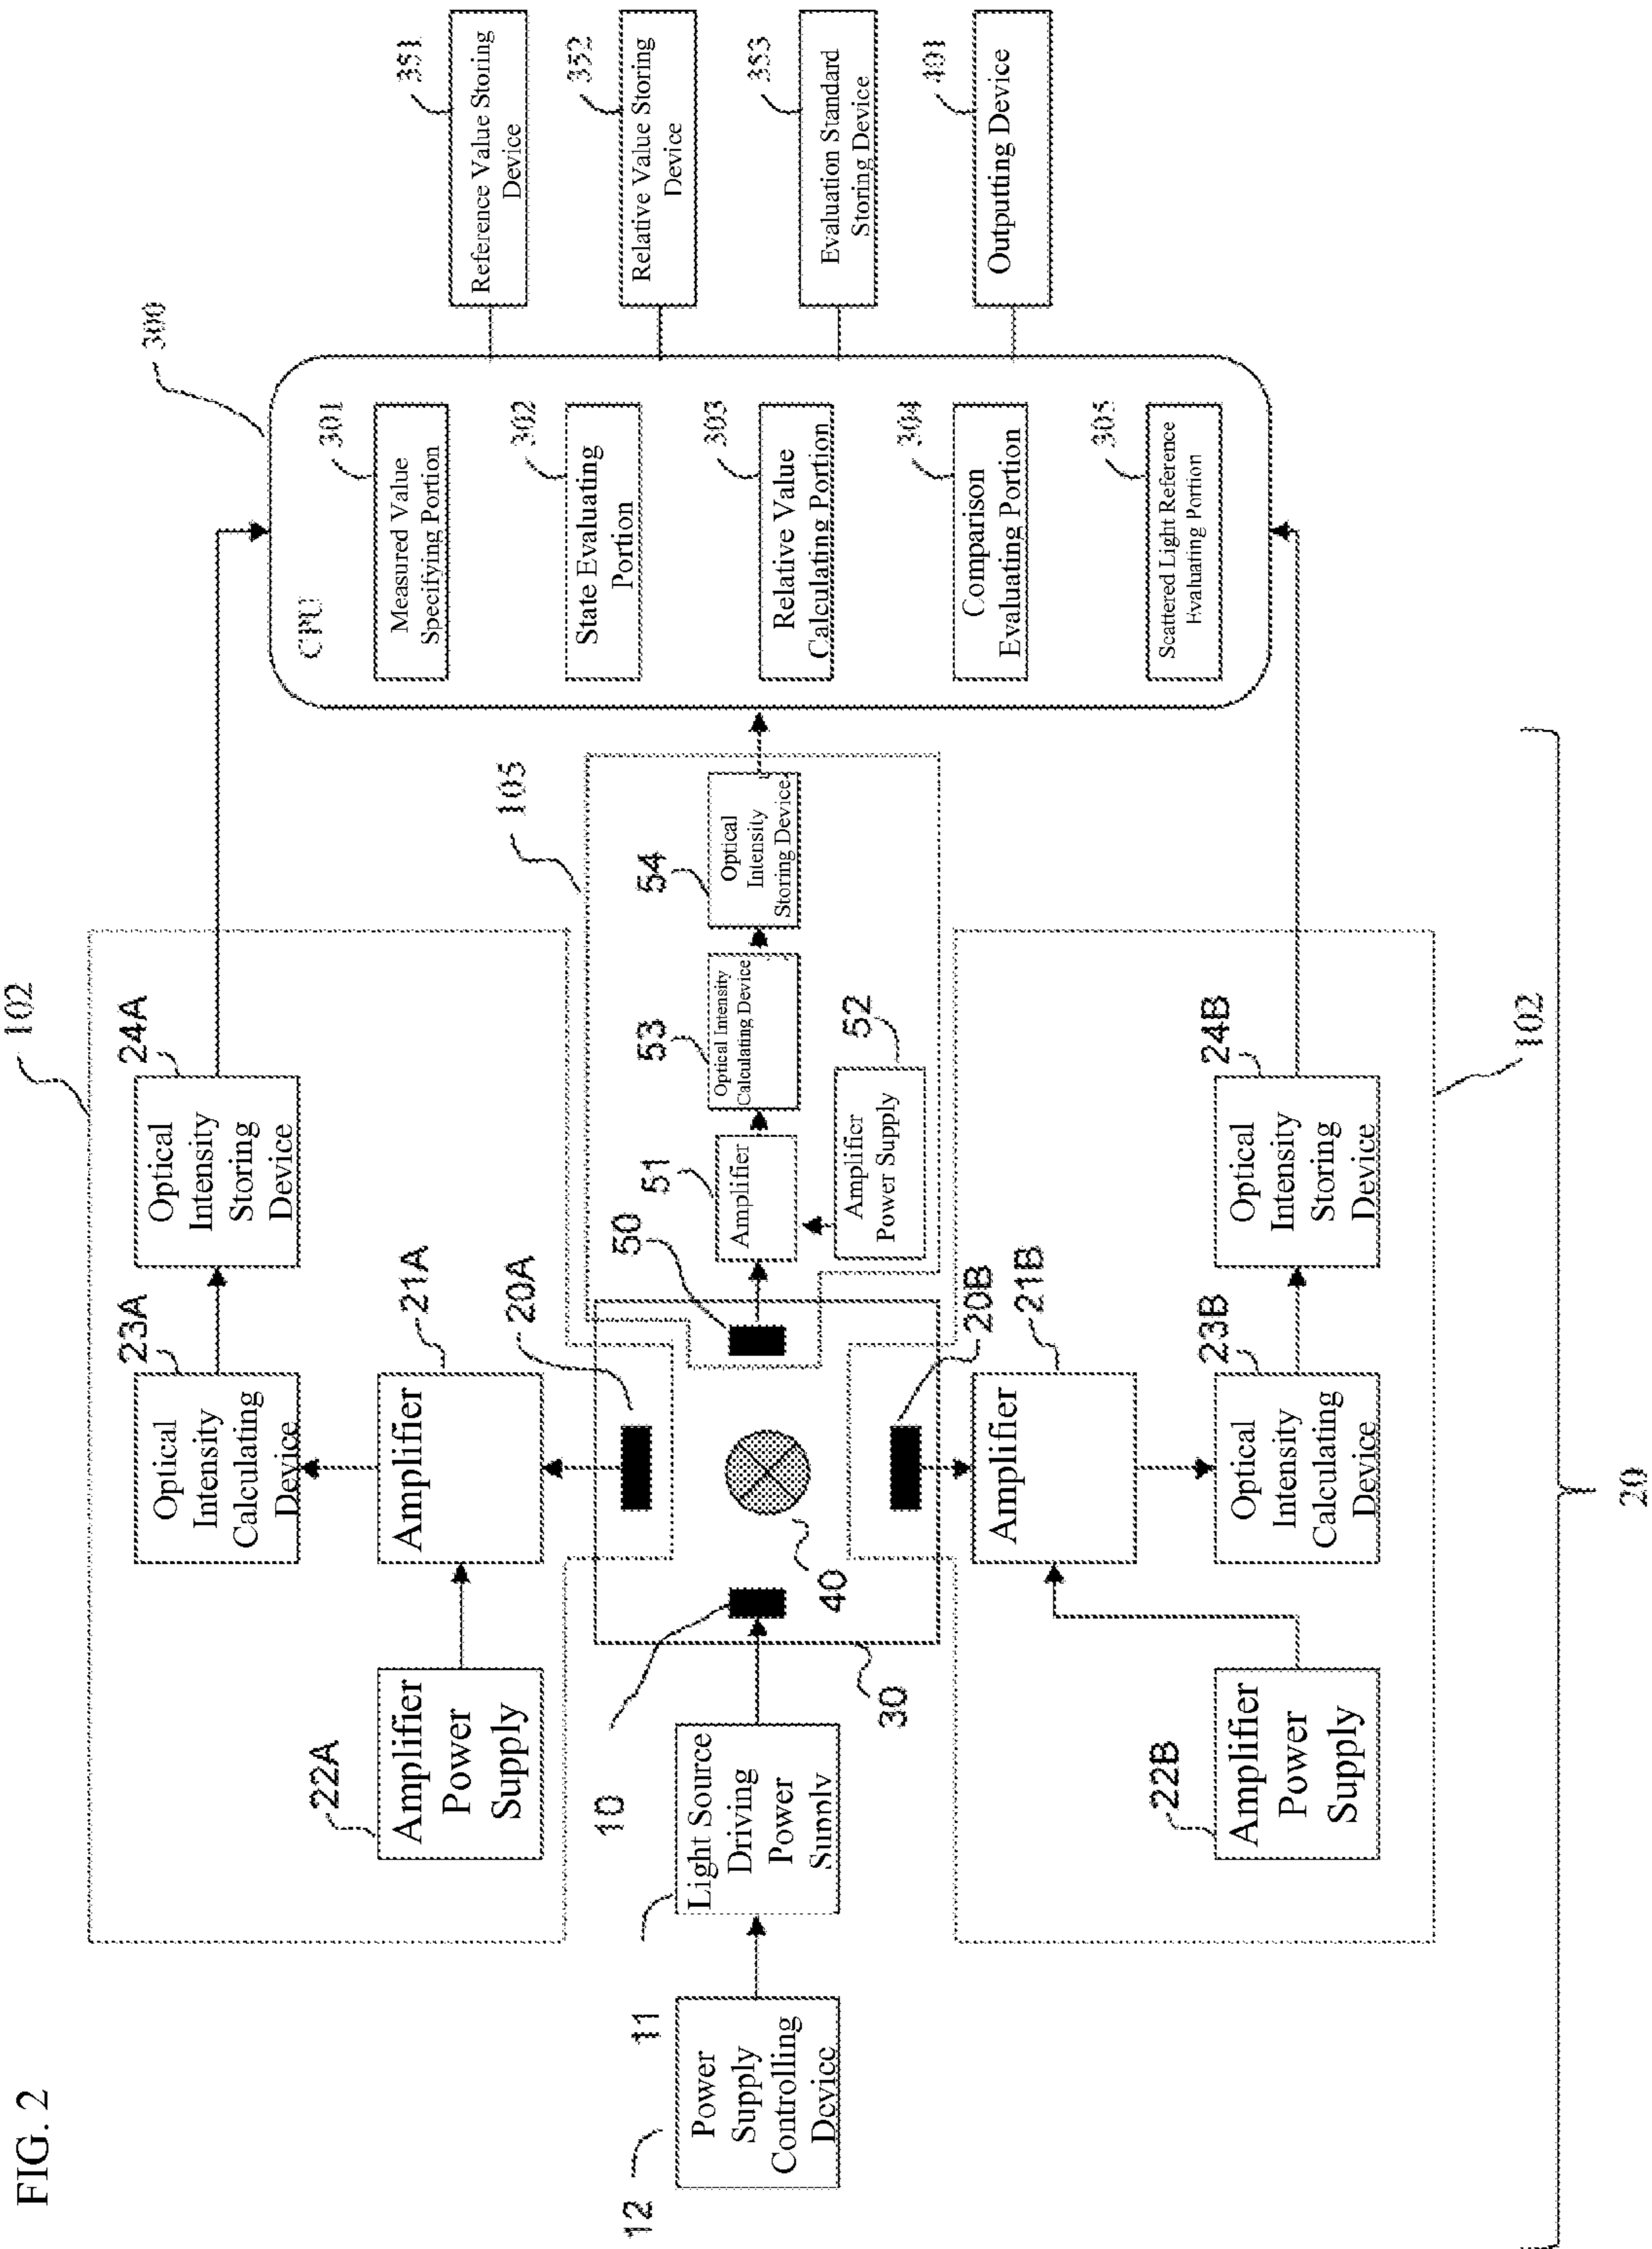 FIG. 2
102
22A
Amplifier
Power
Supply
23A
Optical
Intensity
Calculating
Device
21A
Amplifier
20A
24A
Optical
Intensity
Storing
Device
12
Power
Supply
Controlling
Device
11
Light Source
Driving
Power
Supply
10
30
40
50
51
Amplifier
52
Amplifier
Power Supply
53
Optical Intensity
Calculating Device
54
Optical
Intensity
Storing Device
105
22B
Amplifier
Power
Supply
20B
21B
Amplifier
23B
Optical
Intensity
Calculating
Device
24B
Optical
Intensity
Storing
Device
102
20
300
CPU
301
Measured Value
Specifying Portion
302
State Evaluating
Portion
303
Relative Value
Calculating Portion
304
Comparison
Evaluating Portion
305
Scattered Light Reference
Evaluating Portion
351
Reference Value Storing
Device
352
Relative Value Storing
Device
353
Evaluation Standard
Storing Device
401
Outputing Device